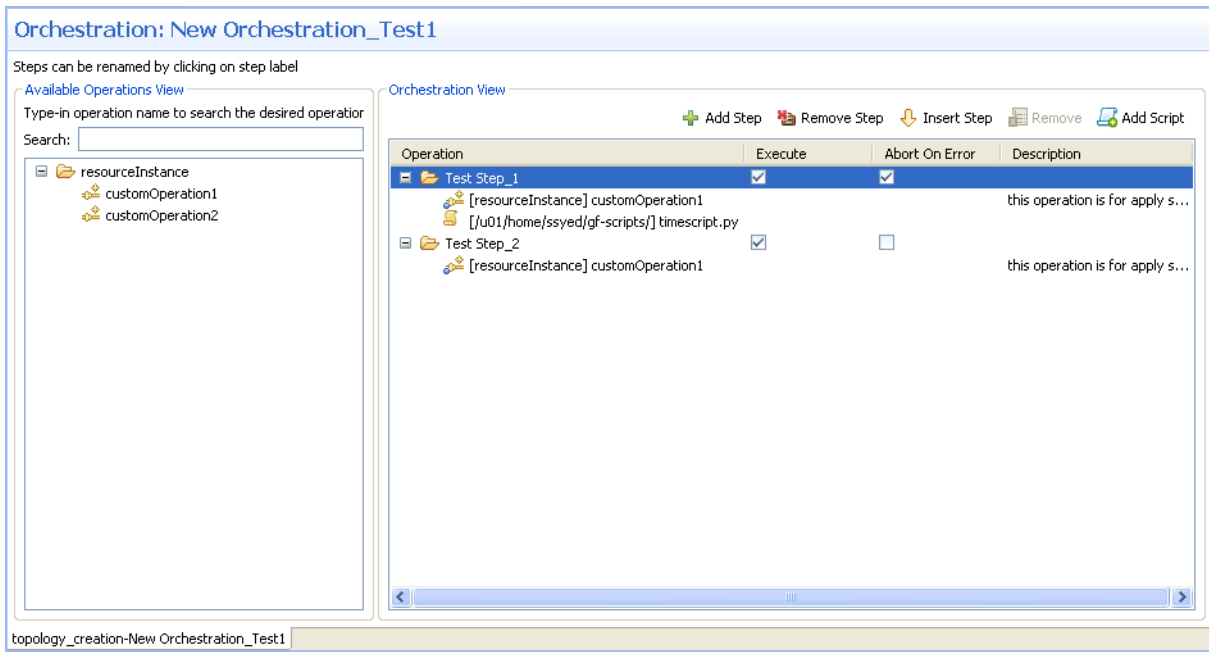 Orchestration: New Orchestration_Test1
Steps can be renamed by clicking on step label
Available Operations View
Type-in operation name to search the desired operation
Search:
resourceInstance
customOperation1
customOperation2
Orchestration View
Add Step Remove Step Insert Step Remove Add Script
Operation Execute Abort On Error Description
Test Step_1
[resourceInstance] customOperation1 this operation is for apply s...
[/u01/home/ssyed/gf-scripts/] timescript.py
Test Step_2
[resourceInstance] customOperation1 this operation is for apply s...
topology_creation-New Orchestration_Test1